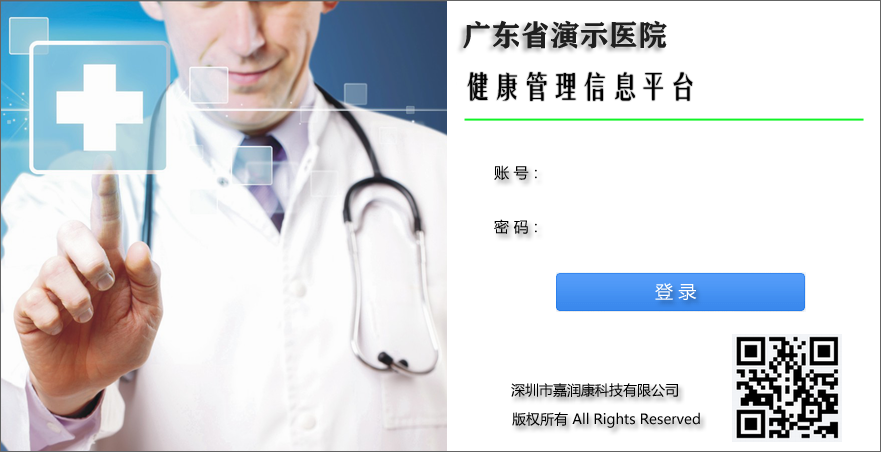 广东省演示医院
健康管理信息平台
账号：
密码：
登录
深圳市嘉润康科技有限公司
版权所有 All Rights Reserved